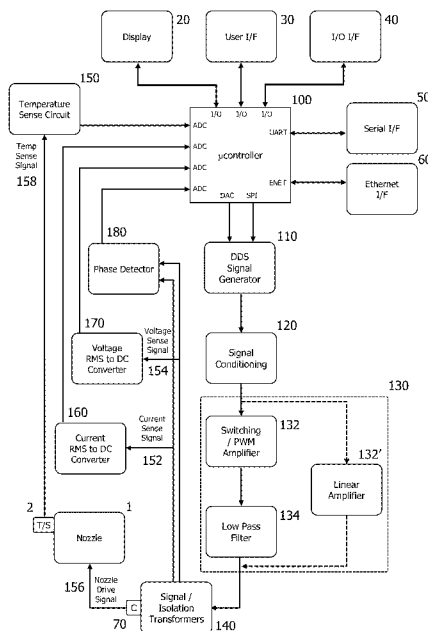 20
30
40
Display
User I/F
I/O I/F
150
100
50
Temperature
Sense Circuit
I/O
I/O
I/O
ADC
UART
Serial I/F
Temp
Sense
Signal
158
ADC
µcontroller
60
ADC
ENET
Ethernet
I/F
ADC
DAC
SPI
180
110
Phase Detector
DDS
Signal
Generator
170
120
Voltage
RMS to DC
Converter
Voltage
Sense
Signal
154
Signal
Conditioning
130
160
132
Current
RMS to DC
Converter
Current
Sense
Signal
152
Switching
/ PWM
Amplifier
132'
Linear
Amplifier
2
1
134
T/S
Nozzle
Low Pass
Filter
156
Nozzle
Drive
Signal
C
Signal /
Isolation
Transformers
70
140